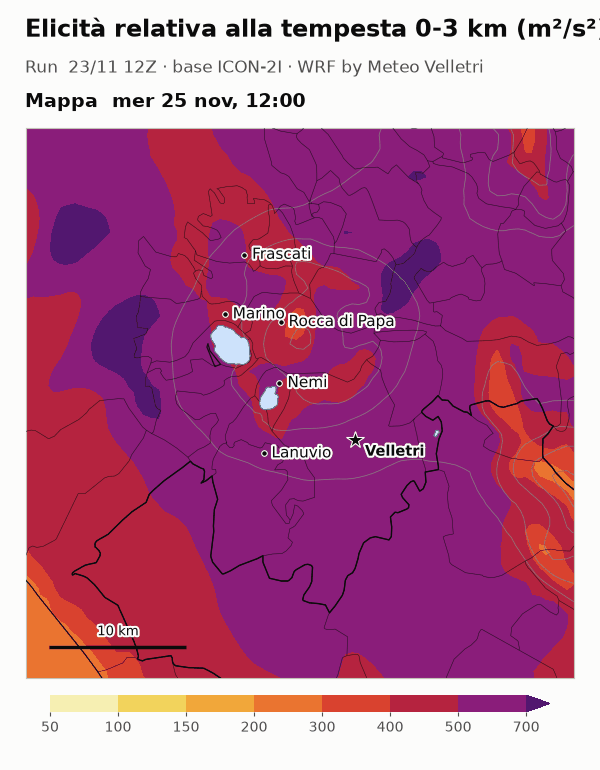 Elicità relativa alla tempesta 0-3 km (m²/s²)
Run 23/11 12Z · base ICON-2I · WRF by Meteo Velletri
Mappa mer 25 nov, 12:00
Frascati
Marino
Rocca di Papa
Nemi
Lanuvio
Velletri
10 km
50 100 150 200 300 400 500 700